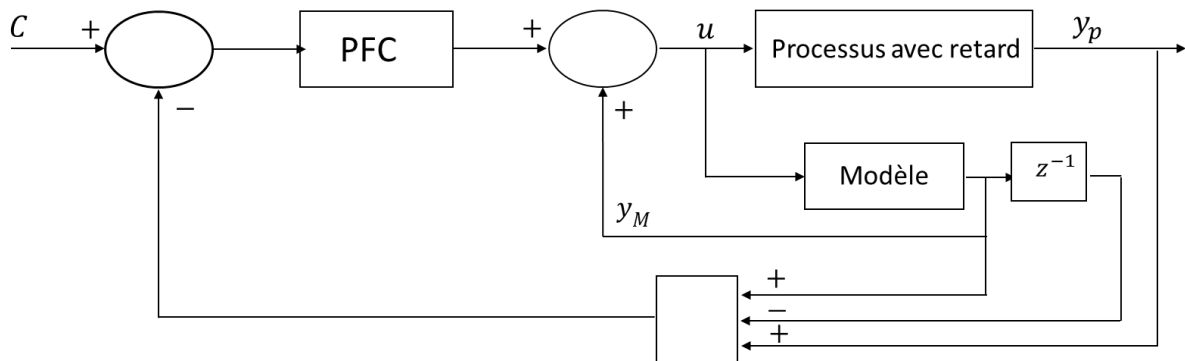 C
+
−
PFC
+
+
u
Processus avec retard
y_p
Modèle
z^{-1}
y_M
+
−
+